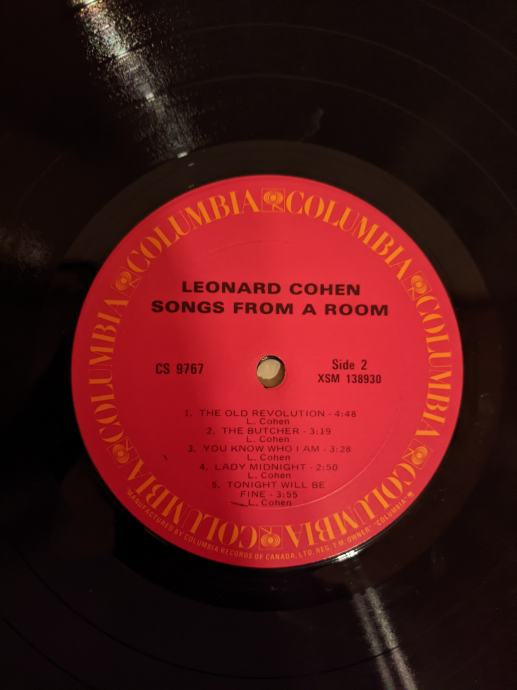 COLUMBIA COLUMBIA COLUMBIA COLUMBIA COLUMBIA COLUMBIA
LEONARD COHEN
SONGS FROM A ROOM
CS 9767
Side 2
XSM 138930
1. THE OLD REVOLUTION - 4:48
L. Cohen
2. THE BUTCHER - 3:19
L. Cohen
3. YOU KNOW WHO I AM - 3:28
L. Cohen
4. LADY MIDNIGHT - 2:50
L. Cohen
5. TONIGHT WILL BE
FINE - 3:55
L. Cohen
"MANUFACTURED BY COLUMBIA RECORDS OF CANADA, LTD. REG. T.M. OWNER" "COLUMBIA"